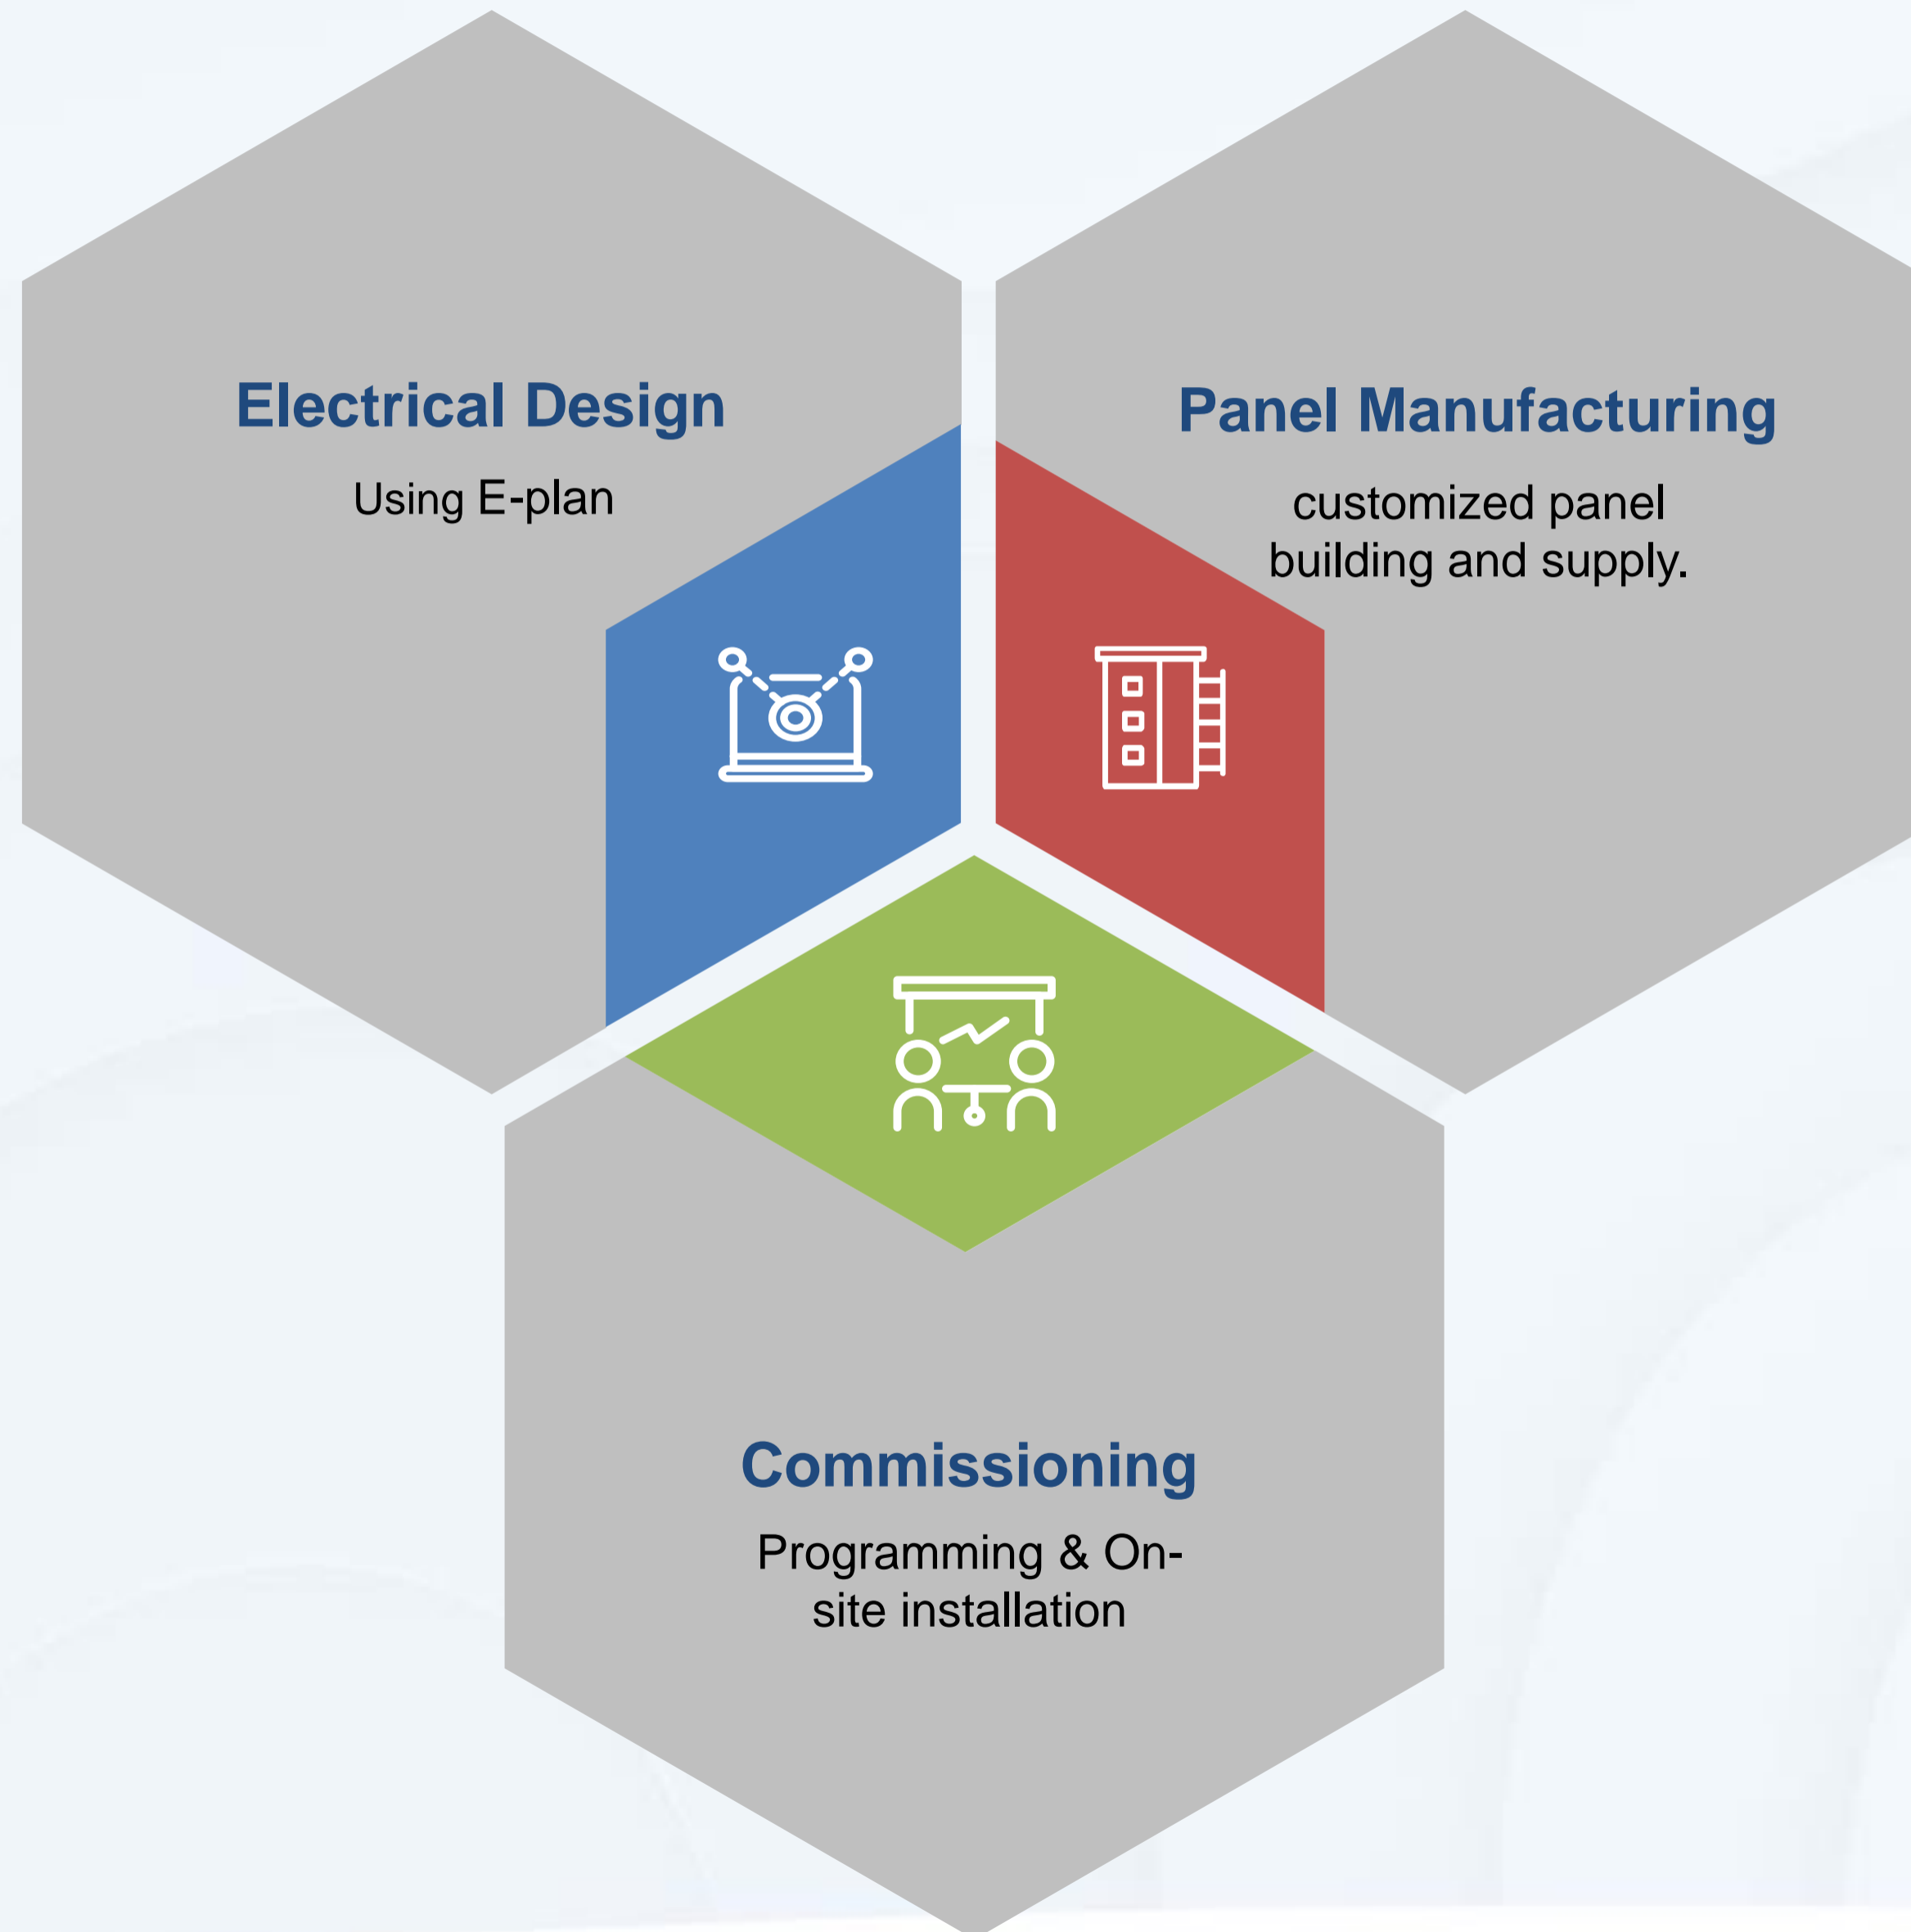 Electrical Design
Using E-plan
Panel Manufacturing
customized panel
building and supply.
Commissioning
Programming & On-
site installation